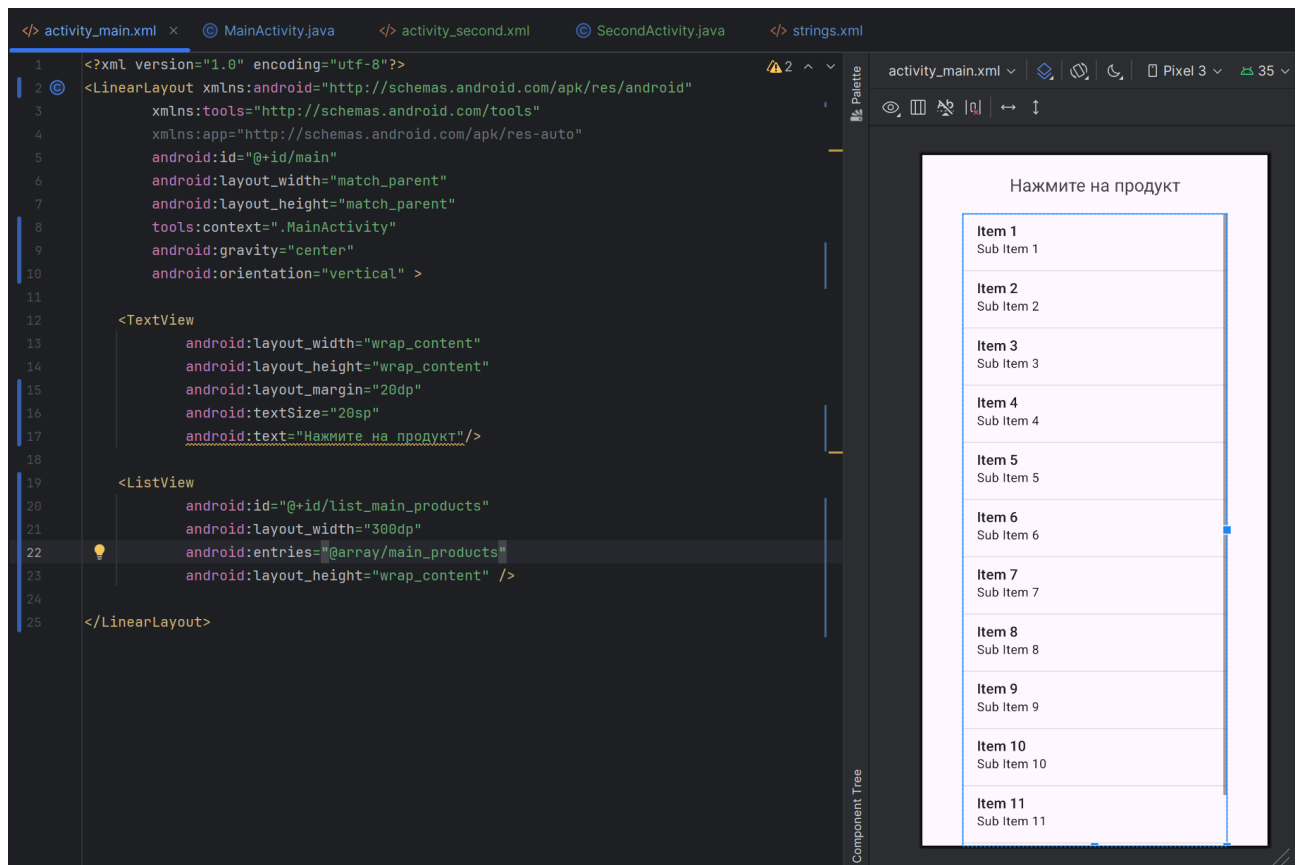 </> activity_main.xml × © MainActivity.java </> activity_second.xml © SecondActivity.java </> strings.xml
1 <?xml version="1.0" encoding="utf-8"?>
2 <LinearLayout xmlns:android="http://schemas.android.com/apk/res/android"
3 xmlns:tools="http://schemas.android.com/tools"
4 xmlns:app="http://schemas.android.com/apk/res-auto"
5 android:id="@+id/main"
6 android:layout_width="match_parent"
7 android:layout_height="match_parent"
8 tools:context=".MainActivity"
9 android:gravity="center"
10 android:orientation="vertical" >
11
12 <TextView
13 android:layout_width="wrap_content"
14 android:layout_height="wrap_content"
15 android:layout_margin="20dp"
16 android:textSize="20sp"
17 android:text="Нажмите на продукт"/>
18
19 <ListView
20 android:id="@+id/list_main_products"
21 android:layout_width="300dp"
22 android:entries="@array/main_products"
23 android:layout_height="wrap_content" />
24
25 </LinearLayout>
2
Palette
Component Tree
activity_main.xml Pixel 3 35
Нажмите на продукт
Item 1
Sub Item 1
Item 2
Sub Item 2
Item 3
Sub Item 3
Item 4
Sub Item 4
Item 5
Sub Item 5
Item 6
Sub Item 6
Item 7
Sub Item 7
Item 8
Sub Item 8
Item 9
Sub Item 9
Item 10
Sub Item 10
Item 11
Sub Item 11